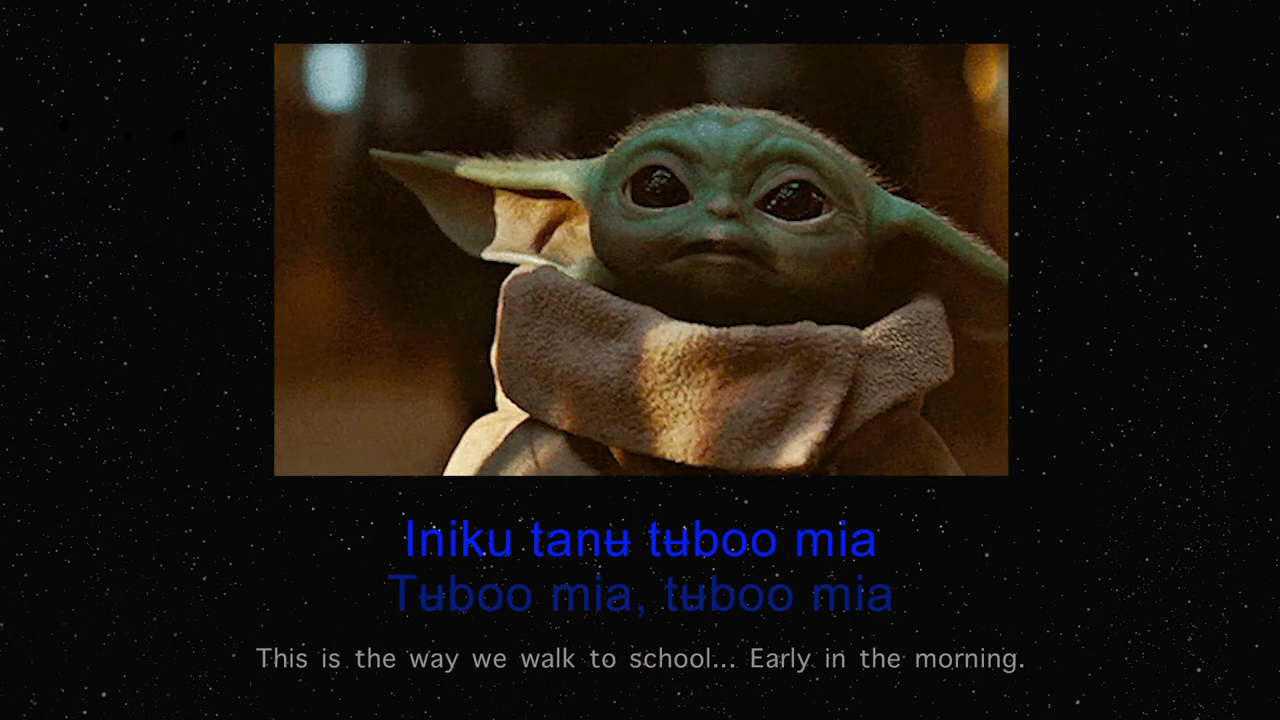 Iniku tanʉ tʉboo mia
Tʉboo mia, tʉboo mia
This is the way we walk to school... Early in the morning.